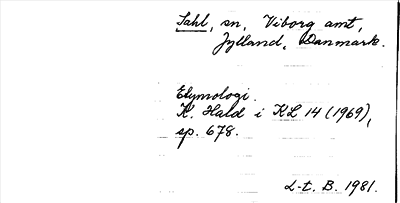 Sahl, sn, Viborg amt,
Jylland, Danmark.
Etymologi.
K. Hald i KL 14 (1969),
sp. 678.
L-t. B. 1981.